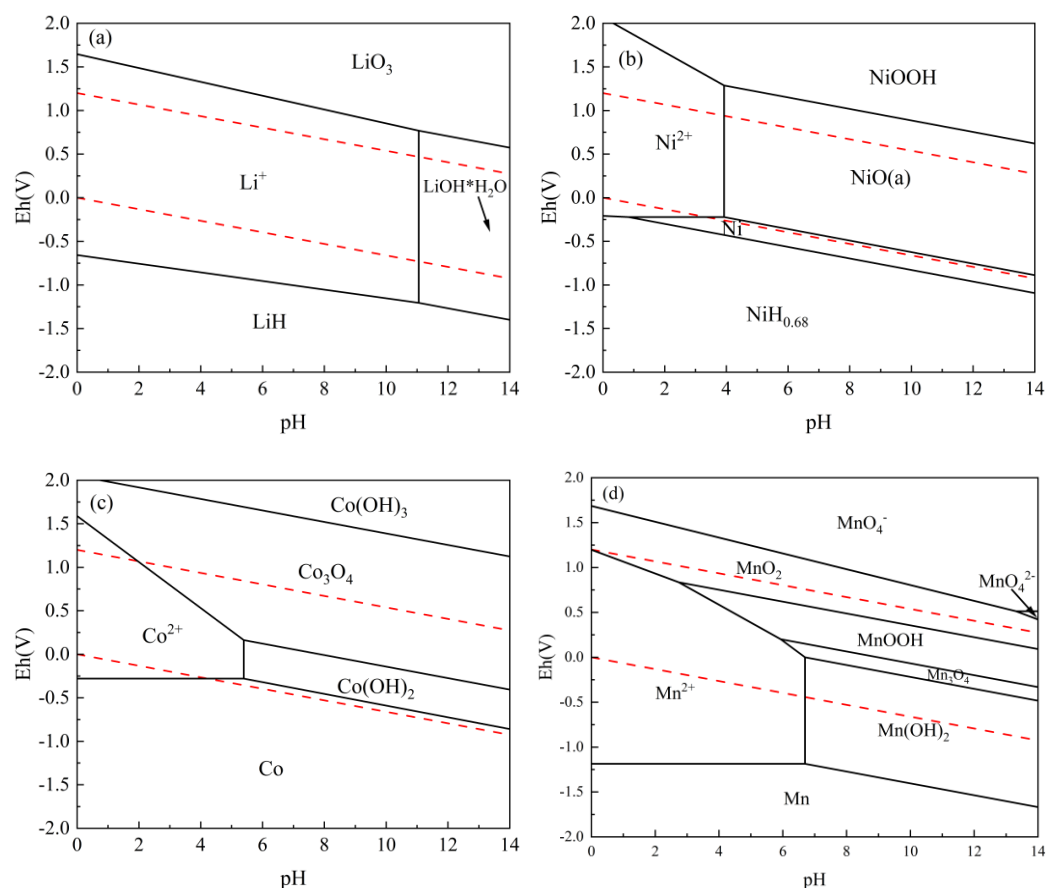 (a)
LiO₃
Li⁺
LiOH*H₂O
LiH
Eh(V)
2.0
1.5
1.0
0.5
0.0
-0.5
-1.0
-1.5
-2.0
0 2 4 6 8 10 12 14
pH
(b)
NiOOH
Ni²⁺
NiO(a)
Ni
NiH₀.₆₈
Eh(V)
2.0
1.5
1.0
0.5
0.0
-0.5
-1.0
-1.5
-2.0
0 2 4 6 8 10 12 14
pH
(c)
Co(OH)₃
Co₃O₄
Co²⁺
Co(OH)₂
Co
Eh(V)
2.0
1.5
1.0
0.5
0.0
-0.5
-1.0
-1.5
-2.0
0 2 4 6 8 10 12 14
pH
(d)
MnO₄⁻
MnO₂
MnO₄²⁻
MnOOH
Mn₃O₄
Mn²⁺
Mn(OH)₂
Mn
Eh(V)
2.0
1.5
1.0
0.5
0.0
-0.5
-1.0
-1.5
-2.0
0 2 4 6 8 10 12 14
pH